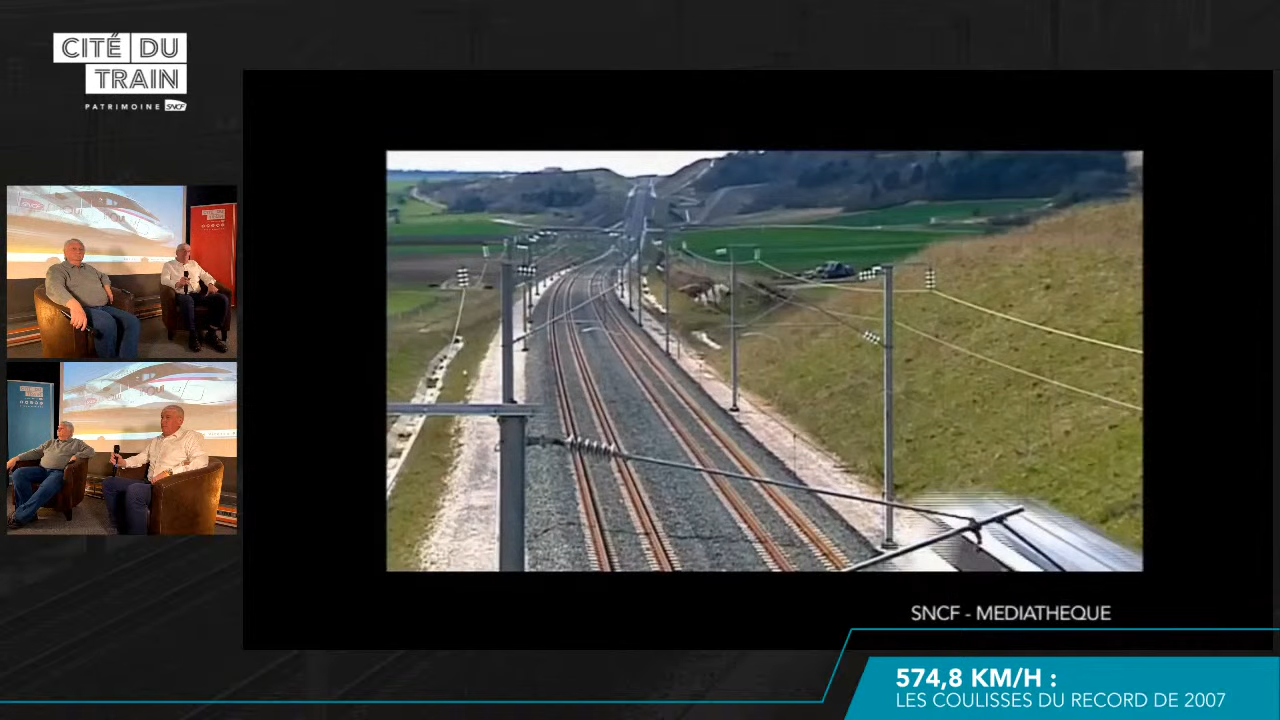 CITÉ DU
TRAIN
PATRIMOINE SNCF
SNCF - MEDIATHEQUE
574,8 KM/H :
LES COULISSES DU RECORD DE 2007